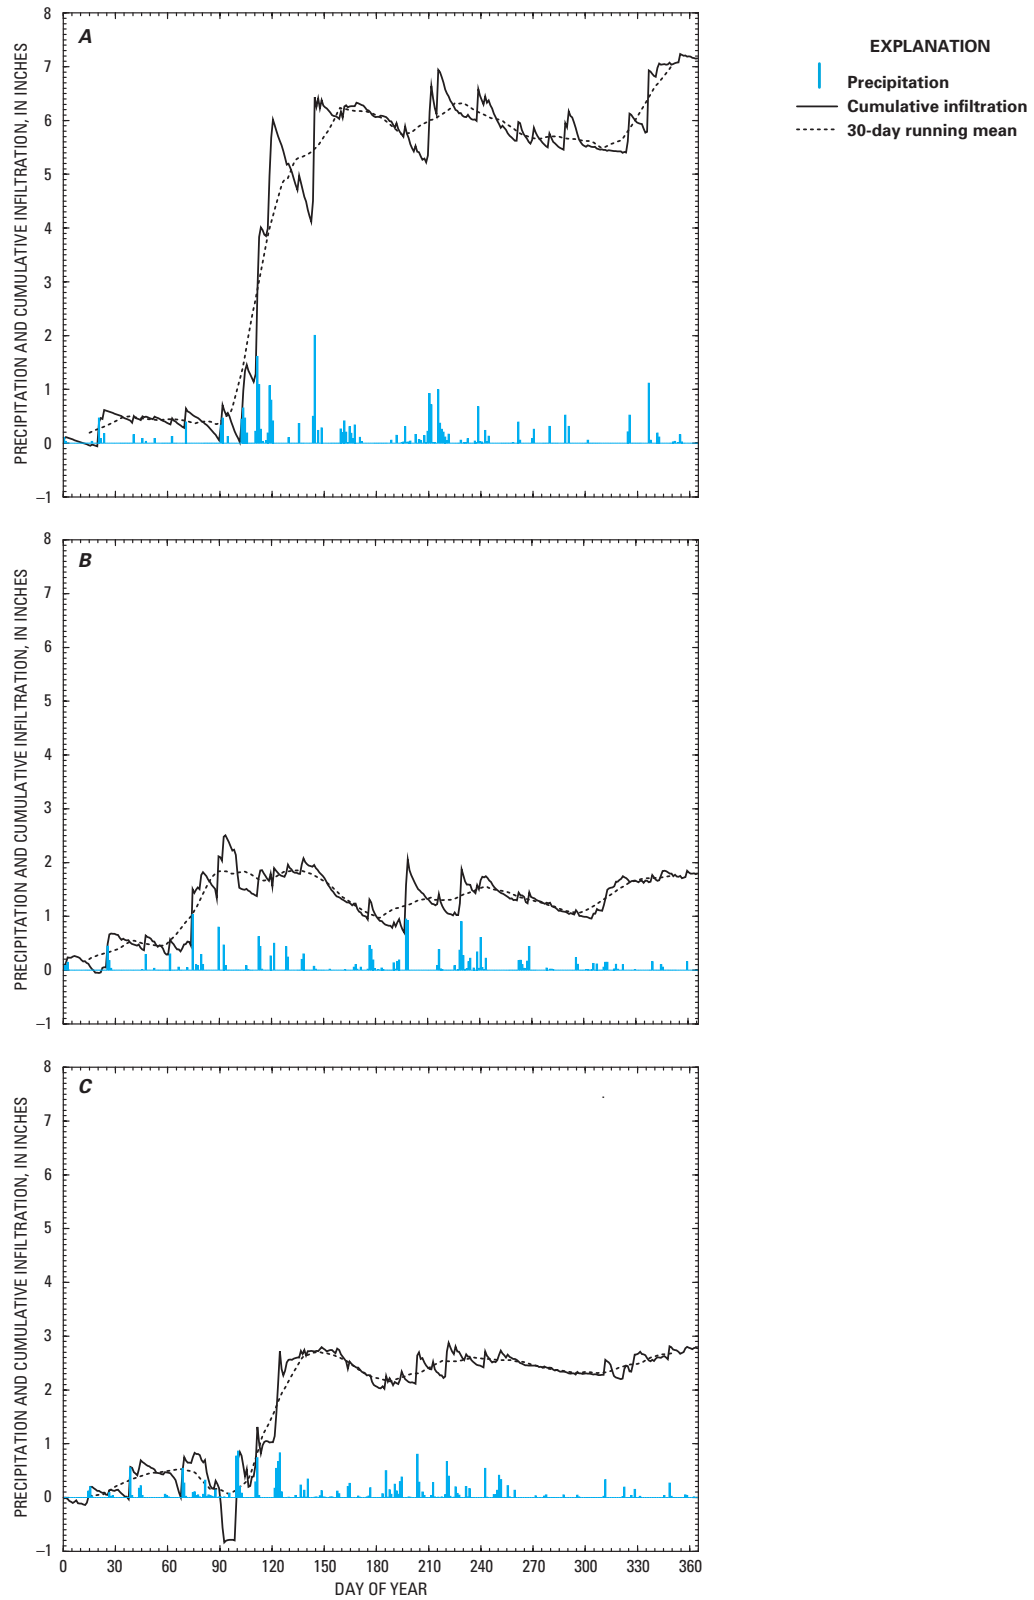 EXPLANATION
Precipitation
Cumulative infiltration
30-day running mean
A
PRECIPITATION AND CUMULATIVE INFILTRATION, IN INCHES
8
7
6
5
4
3
2
1
0
–1
B
PRECIPITATION AND CUMULATIVE INFILTRATION, IN INCHES
8
7
6
5
4
3
2
1
0
–1
C
PRECIPITATION AND CUMULATIVE INFILTRATION, IN INCHES
8
7
6
5
4
3
2
1
0
–1
0 30 60 90 120 150 180 210 240 270 300 330 360
DAY OF YEAR